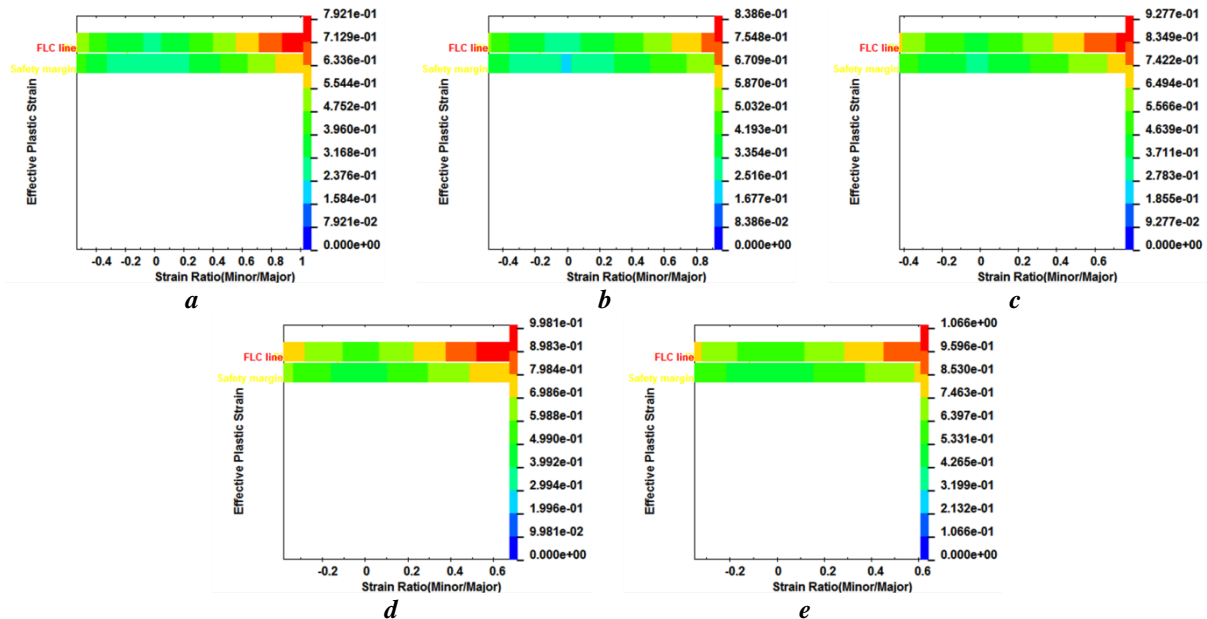 7.921e-01
7.129e-01
6.336e-01
5.544e-01
4.752e-01
3.960e-01
3.168e-01
2.376e-01
1.584e-01
7.921e-02
0.000e+00
FLC line
Safety margin
Effective Plastic Strain
-0.4 -0.2 0 0.2 0.4 0.6 0.8 1
Strain Ratio(Minor/Major)
a
8.386e-01
7.548e-01
6.709e-01
5.870e-01
5.032e-01
4.193e-01
3.354e-01
2.516e-01
1.677e-01
8.386e-02
0.000e+00
FLC line
Safety margin
Effective Plastic Strain
-0.4 -0.2 0 0.2 0.4 0.6 0.8
Strain Ratio(Minor/Major)
b
9.277e-01
8.349e-01
7.422e-01
6.494e-01
5.566e-01
4.639e-01
3.711e-01
2.783e-01
1.855e-01
9.277e-02
0.000e+00
FLC line
Safety margin
Effective Plastic Strain
-0.4 -0.2 0 0.2 0.4 0.6
Strain Ratio(Minor/Major)
c
9.981e-01
8.983e-01
7.984e-01
6.986e-01
5.988e-01
4.990e-01
3.992e-01
2.994e-01
1.996e-01
9.981e-02
0.000e+00
FLC line
Safety margin
Effective Plastic Strain
-0.2 0 0.2 0.4 0.6
Strain Ratio(Minor/Major)
d
1.066e+00
9.596e-01
8.530e-01
7.463e-01
6.397e-01
5.331e-01
4.265e-01
3.199e-01
2.132e-01
1.066e-01
0.000e+00
FLC line
Safety margin
Effective Plastic Strain
-0.2 0 0.2 0.4 0.6
Strain Ratio(Minor/Major)
e